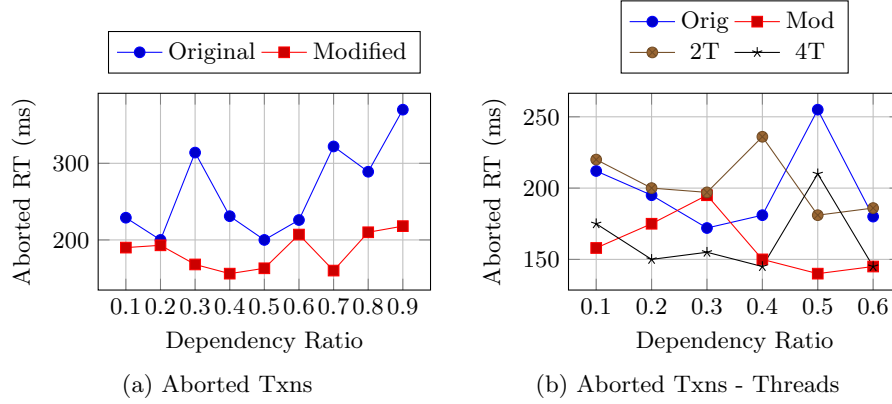 Original Modified
300
200
Aborted RT (ms)
0.1 0.2 0.3 0.4 0.5 0.6 0.7 0.8 0.9
Dependency Ratio
(a) Aborted Txns
Orig Mod
2T 4T
250
200
150
Aborted RT (ms)
0.1 0.2 0.3 0.4 0.5 0.6
Dependency Ratio
(b) Aborted Txns - Threads